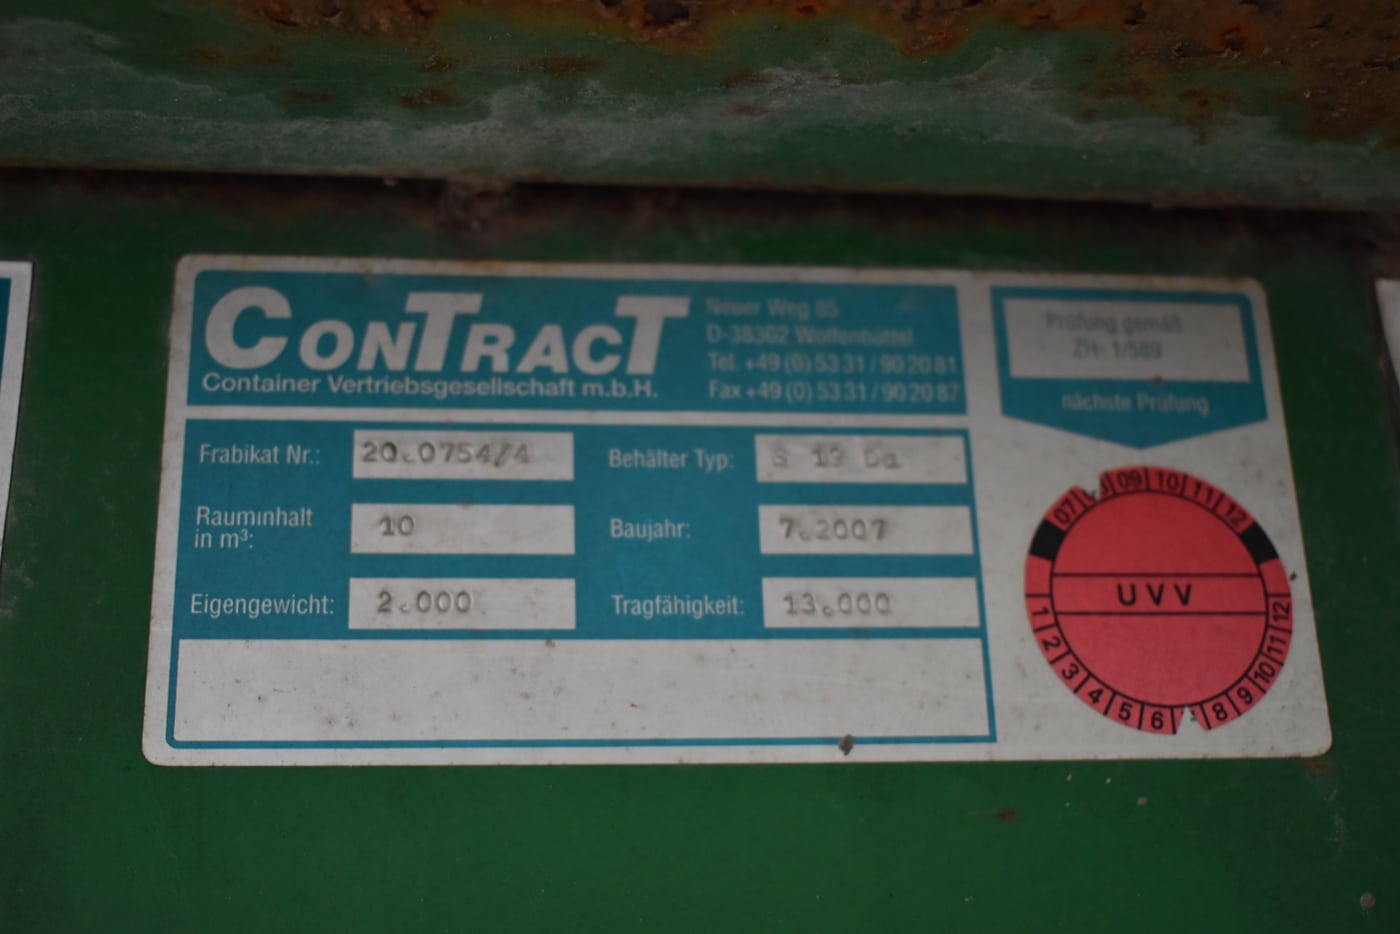 ConTracT
Container Vertriebsgesellschaft m.b.H.
Neuer Weg 85
D-38302 Wolfenbüttel
Tel. +49 (0) 53 31 / 90 20 81
Fax +49 (0) 53 31 / 90 20 87
Prüfung gemäß
ZH- 1/589
nächste Prüfung
Frabikat Nr.: 20.0754/4
Behälter Typ: S 13 Da
Rauminhalt
in m³: 10
Baujahr: 7.2007
Eigengewicht: 2.000
Tragfähigkeit: 13.000
07 09 10 11 12
UVV
1 2 3 4 5 6 8 9 10 11 12